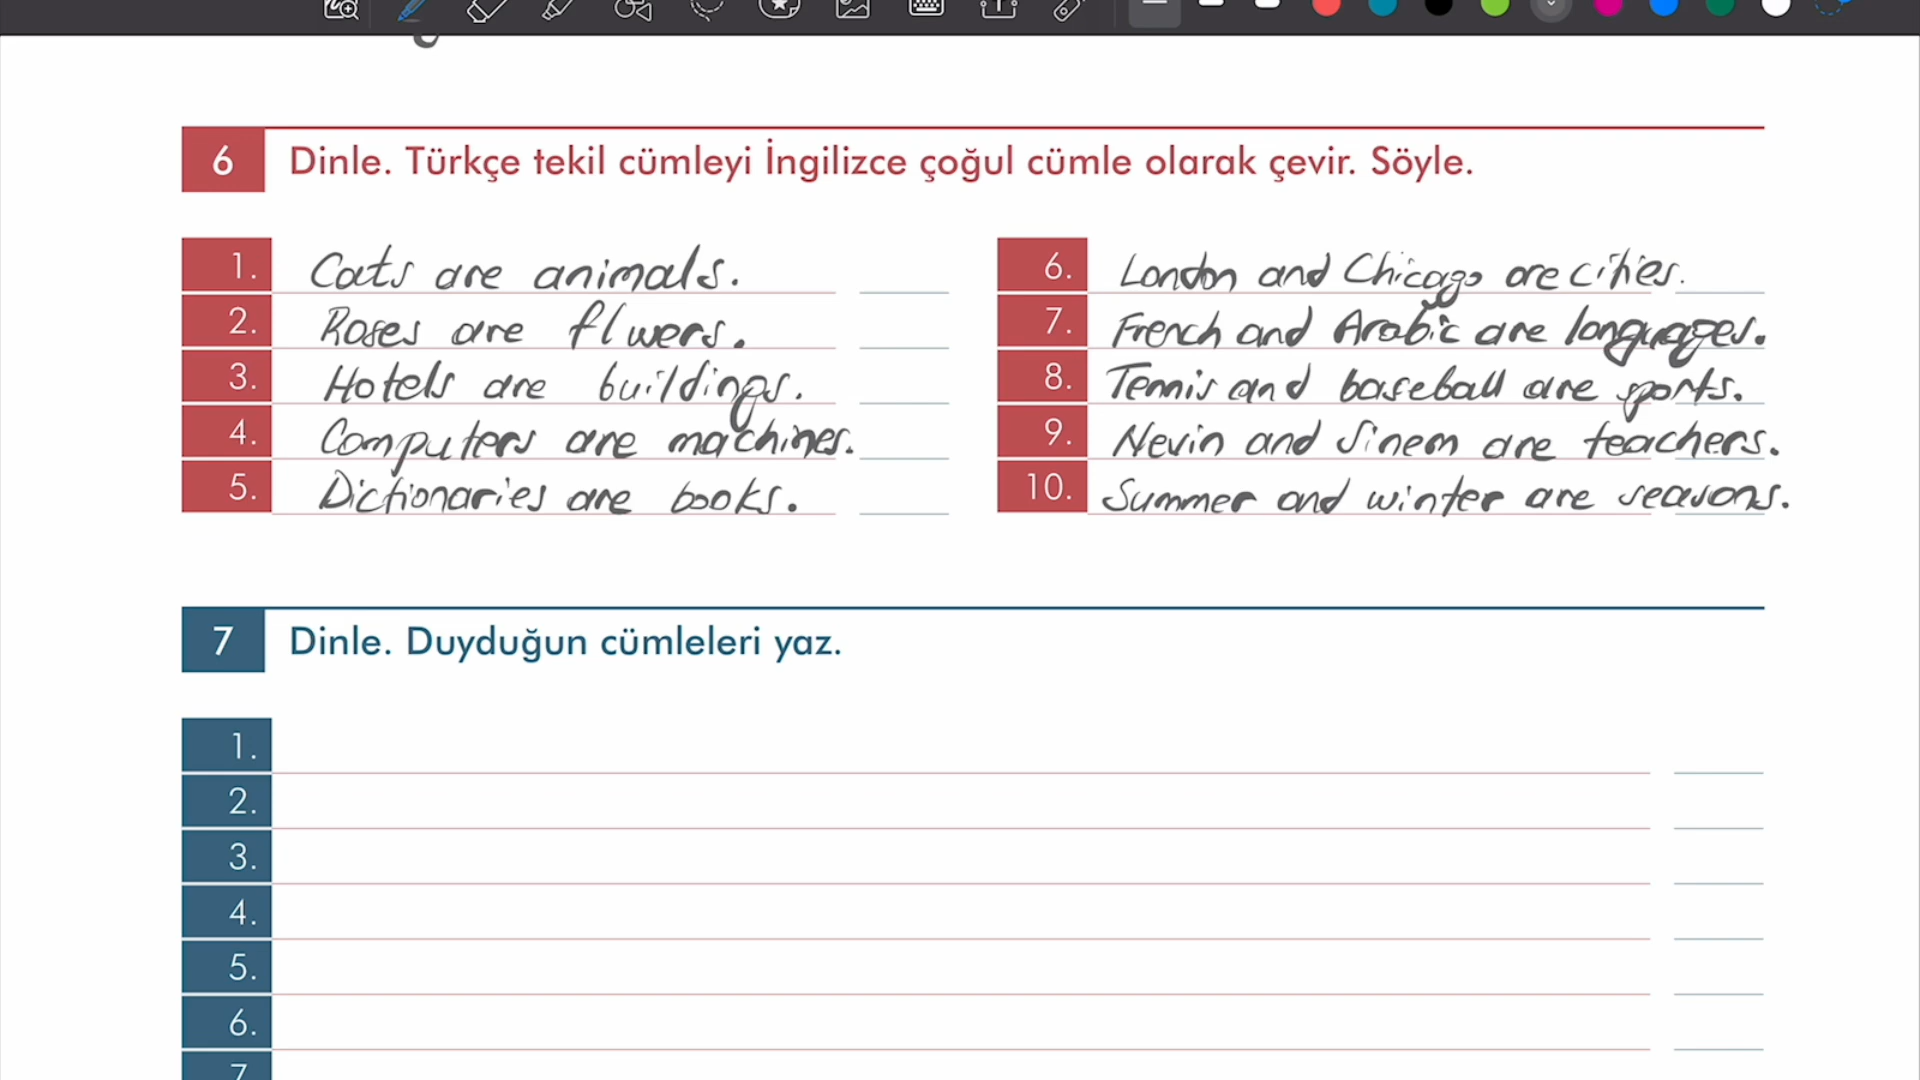 6 Dinle. Türkçe tekil cümleyi İngilizce çoğul cümle olarak çevir. Söyle.
1. Cats are animals.
2. Roses are flwers.
3. Hotels are buildings.
4. Computers are machines.
5. Dictionaries are books.
6. London and Chicago are cities.
7. French and Arabic are languages.
8. Tennis and baseball are sports.
9. Nevin and Sinem are teachers.
10. Summer and winter are seasons.
7 Dinle. Duyduğun cümleleri yaz.
1.
2.
3.
4.
5.
6.
7